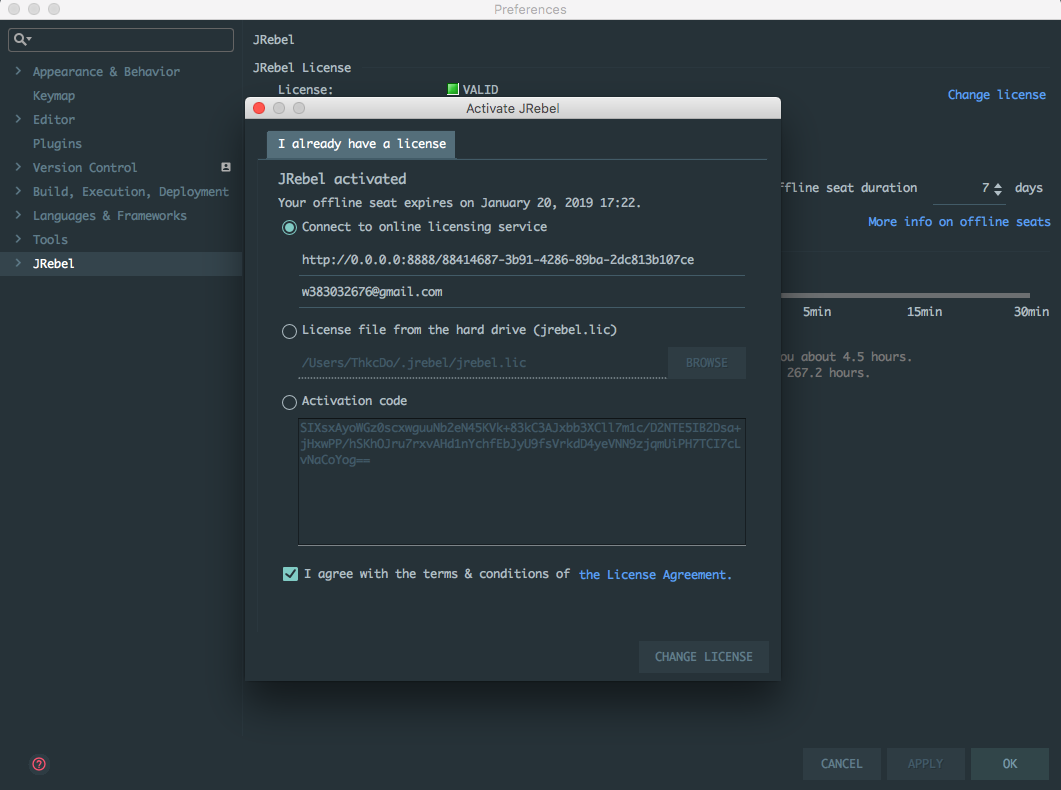 Preferences
JRebel
JRebel License
Appearance & Behavior
License:
VALID
Keymap
Change license
Activate JRebel
Editor
Plugins
I already have a license
Version Control
JRebel activated
Build, Execution, Deployment
ffline seat duration
7
days
Your offline seat expires on January 20, 2019 17:22.
Languages & Frameworks
More info on offline seats
Connect to online licensing service
Tools
http://0.0.0.0:8888/88414687-3b91-4286-89ba-2dc813b107ce
JRebel
w383032676@gmail.com
5min
15min
30min
License file from the hard drive (jrebel.lic)
ou about 4.5 hours.
/Users/ThkcDo/.jrebel/jrebel.lic
BROWSE
267.2 hours.
Activation code
SIXsxAyoWGz0scxwguuNb2eN45KVk+83kC3AJxbb3XCll7m1c/D2NTE5IB2Dsa+
jHxwPP/hSKhOJru7rxvAHd1nYchfEbJyU9fsVrkdD4yeVNN9zjqmUiPH7TCI7cL
vNaCoYog==
I agree with the terms & conditions of the License Agreement.
CHANGE LICENSE
CANCEL
APPLY
OK